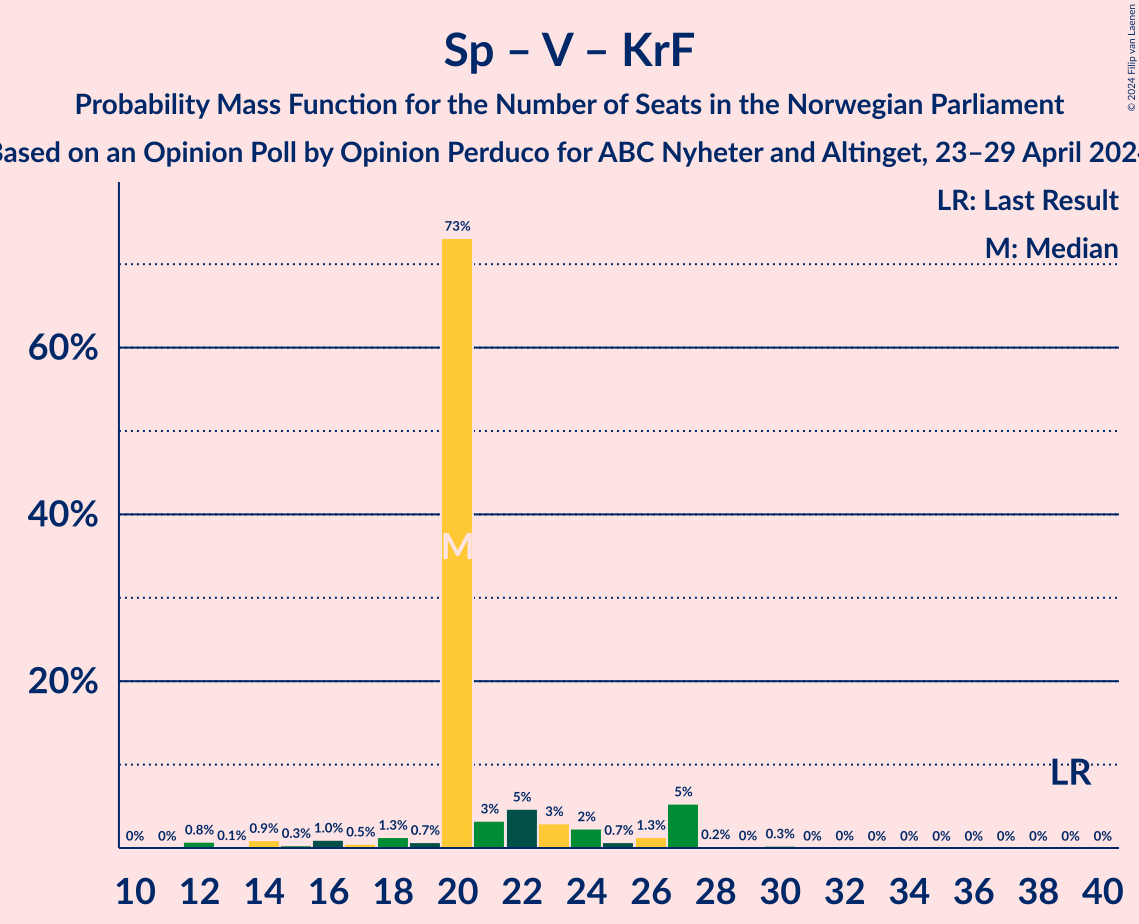 Sp – V – KrF
Probability Mass Function for the Number of Seats in the Norwegian Parliament
Based on an Opinion Poll by Opinion Perduco for ABC Nyheter and Altinget, 23–29 April 2024
© 2024 Filip van Laenen
LR: Last Result
M: Median
60%
40%
20%
0% 0% 0.8% 0.1% 0.9% 0.3% 1.0% 0.5% 1.3% 0.7% 73% 3% 5% 3% 2% 0.7% 1.3% 5% 0.2% 0% 0.3% 0% 0% 0% 0% 0% 0% 0% 0% 0% 0%
M
LR
10 12 14 16 18 20 22 24 26 28 30 32 34 36 38 40